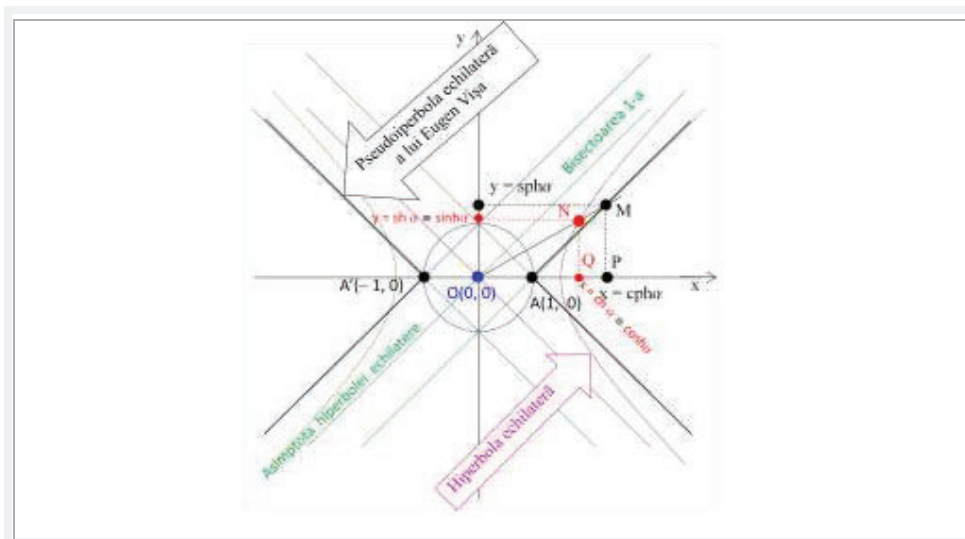 y
Pseudoiperbola echilateră
a lui Eugen Vişa
Bisectoarea 1-a
y = sphα
N
M
y = sh α ≡ sinhα
Q
P
A'(− 1, 0)
O(0, 0)
A(1, 0)
x = cphα
x
x = ch α ≡ coshα
Asimptota hiperbolei echilatere
Hiperbola echilateră